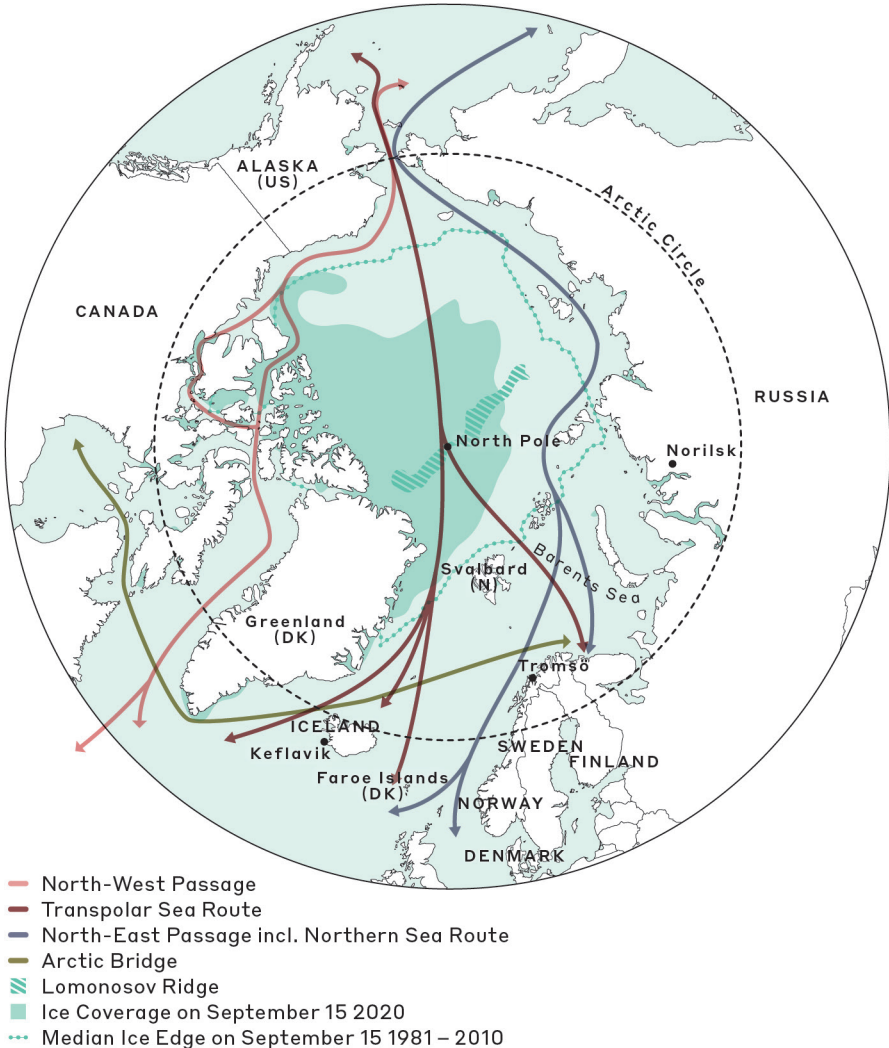 ALASKA
(US)
Arctic Circle
CANADA
RUSSIA
North Pole
Norilsk
Barents Sea
Svalbard
(N)
Greenland
(DK)
Tromsö
ICELAND
Keflavik
SWEDEN
FINLAND
Faroe Islands
(DK)
NORWAY
DENMARK
North-West Passage
Transpolar Sea Route
North-East Passage incl. Northern Sea Route
Arctic Bridge
Lomonosov Ridge
Ice Coverage on September 15 2020
Median Ice Edge on September 15 1981 – 2010